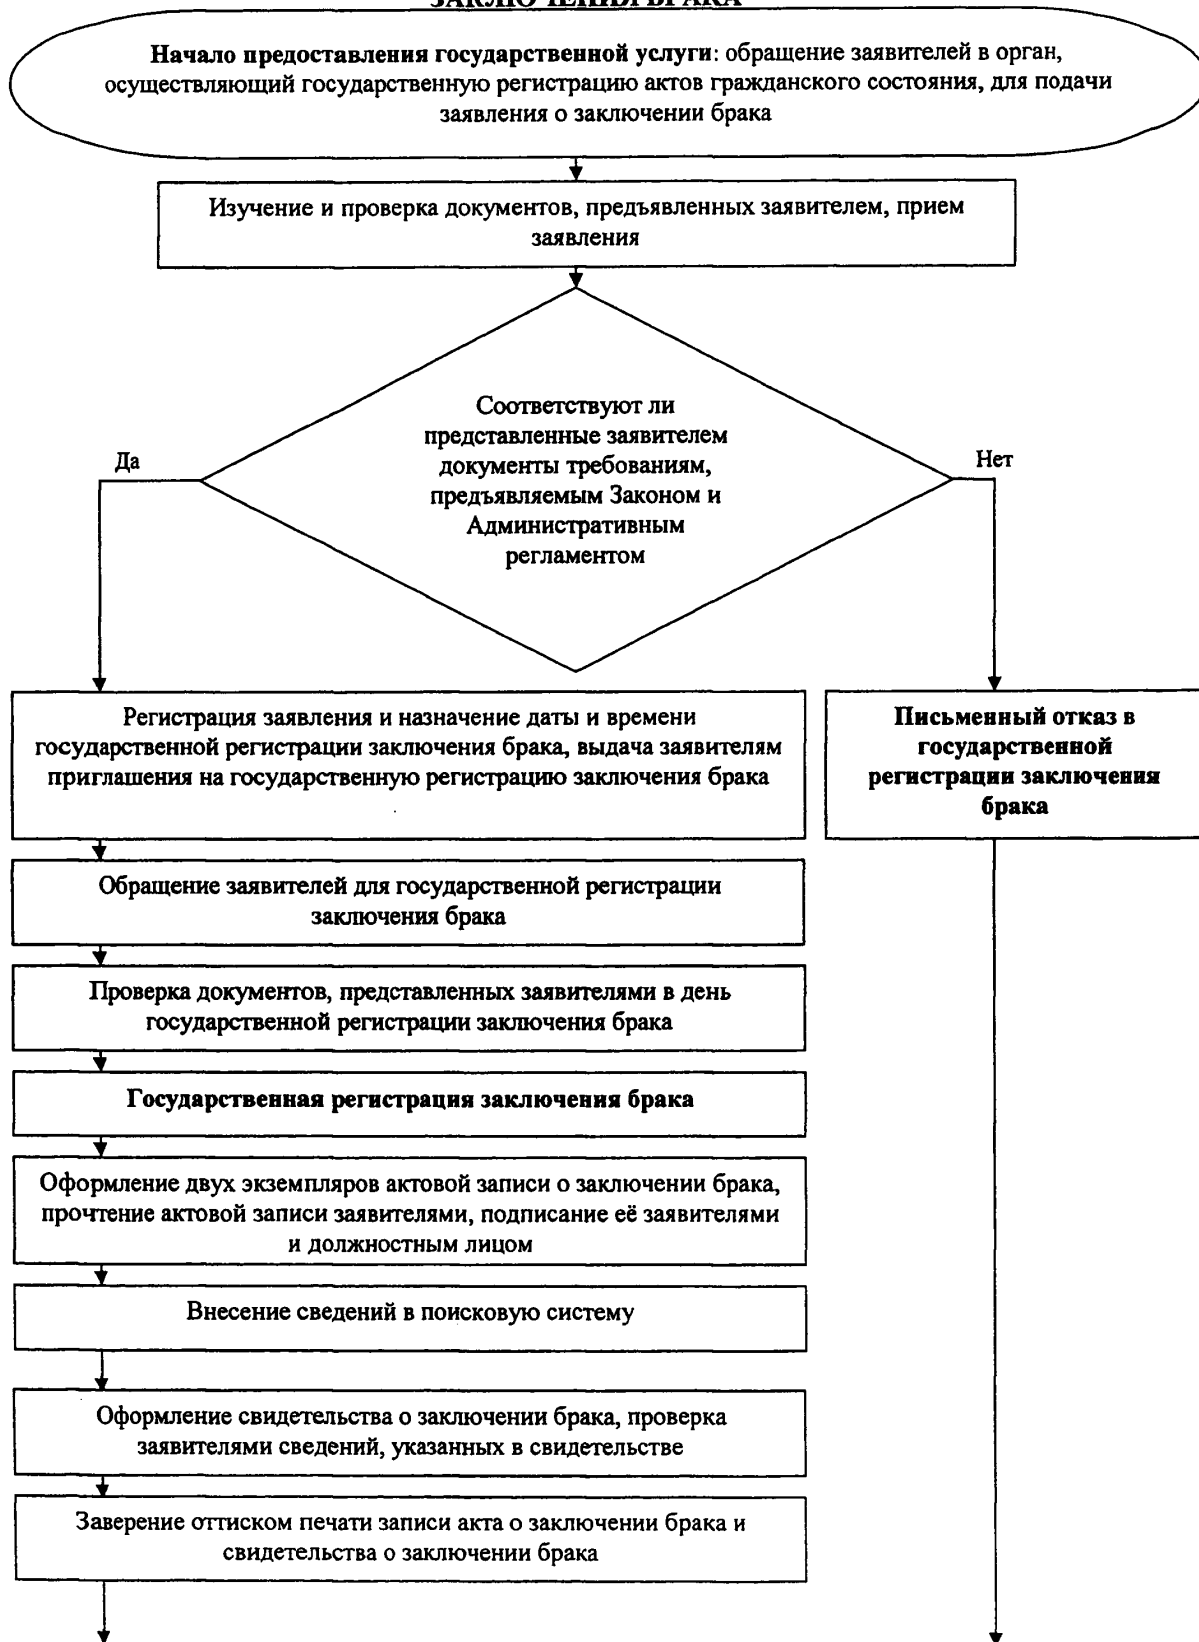 ЗАКЛЮЧЕНИЯ БРАКА
Начало предоставления государственной услуги: обращение заявителей в орган,
осуществляющий государственную регистрацию актов гражданского состояния, для подачи
заявления о заключении брака
Изучение и проверка документов, предъявленных заявителем, прием
заявления
Соответствуют ли
представленные заявителем
документы требованиям,
предъявляемым Законом и
Административным
регламентом
Да
Нет
Регистрация заявления и назначение даты и времени
государственной регистрации заключения брака, выдача заявителям
приглашения на государственную регистрацию заключения брака
Письменный отказ в
государственной
регистрации заключения
брака
Обращение заявителей для государственной регистрации
заключения брака
Проверка документов, представленных заявителями в день
государственной регистрации заключения брака
Государственная регистрация заключения брака
Оформление двух экземпляров актовой записи о заключении брака,
прочтение актовой записи заявителями, подписание её заявителями
и должностным лицом
Внесение сведений в поисковую систему
Оформление свидетельства о заключении брака, проверка
заявителями сведений, указанных в свидетельстве
Заверение оттиском печати записи акта о заключении брака и
свидетельства о заключении брака